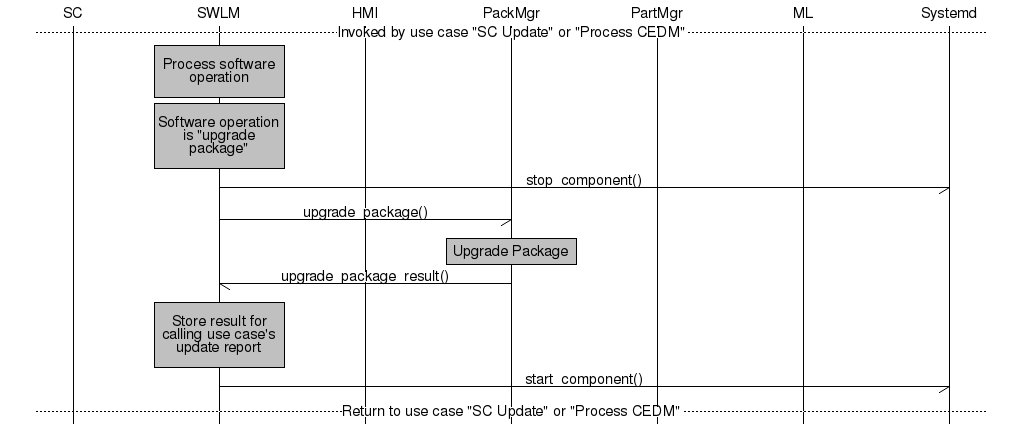 SC SWLM HMI PackMgr PartMgr ML Systemd
Invoked by use case "SC Update" or "Process CEDM"
Process software
operation
Software operation
is "upgrade
package"
stop_component()
upgrade_package()
Upgrade Package
upgrade_package_result()
Store result for
calling use case's
update report
start_component()
Return to use case "SC Update" or "Process CEDM"